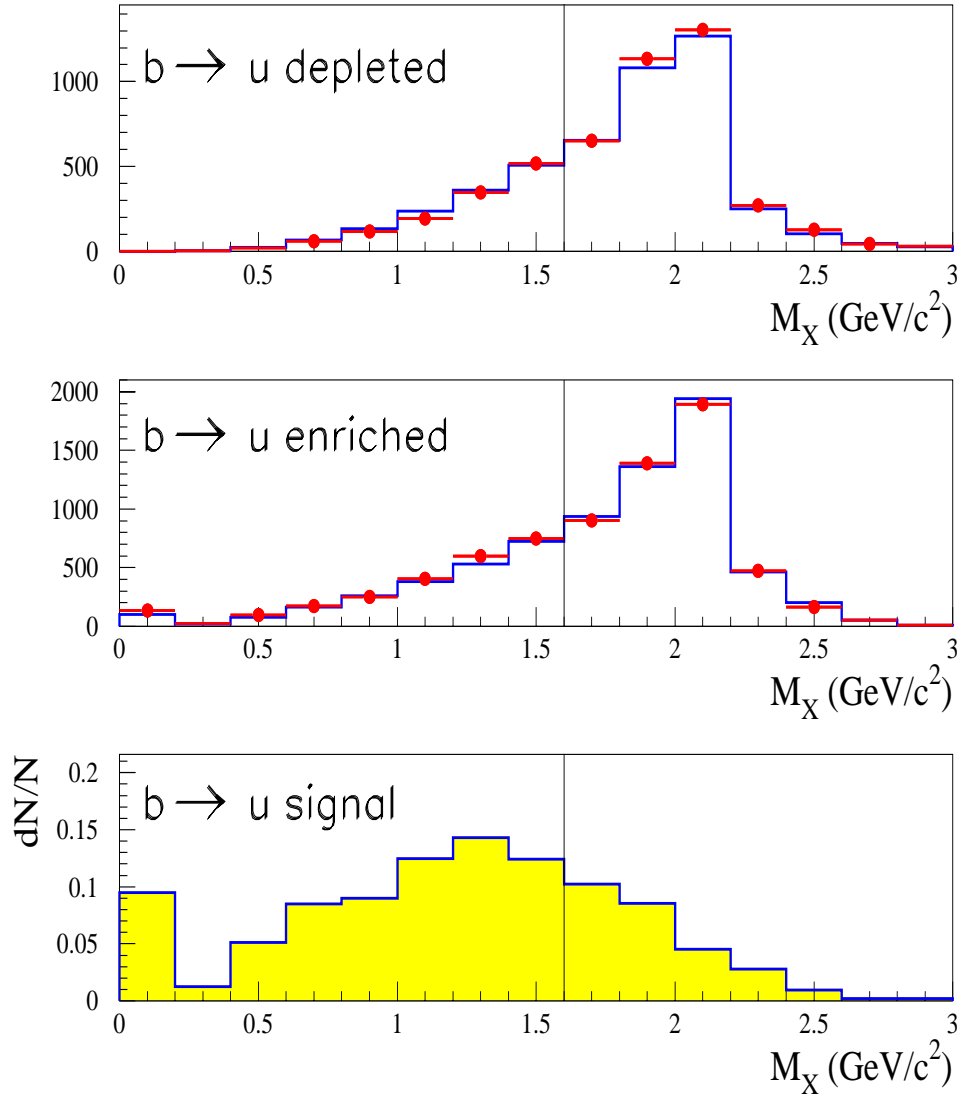 b → u depleted
1000
500
0
0 0.5 1 1.5 2 2.5 3
M_X (GeV/c^2)
b → u enriched
2000
1500
1000
500
0
0 0.5 1 1.5 2 2.5 3
M_X (GeV/c^2)
dN/N
b → u signal
0.2
0.15
0.1
0.05
0
0 0.5 1 1.5 2 2.5 3
M_X (GeV/c^2)